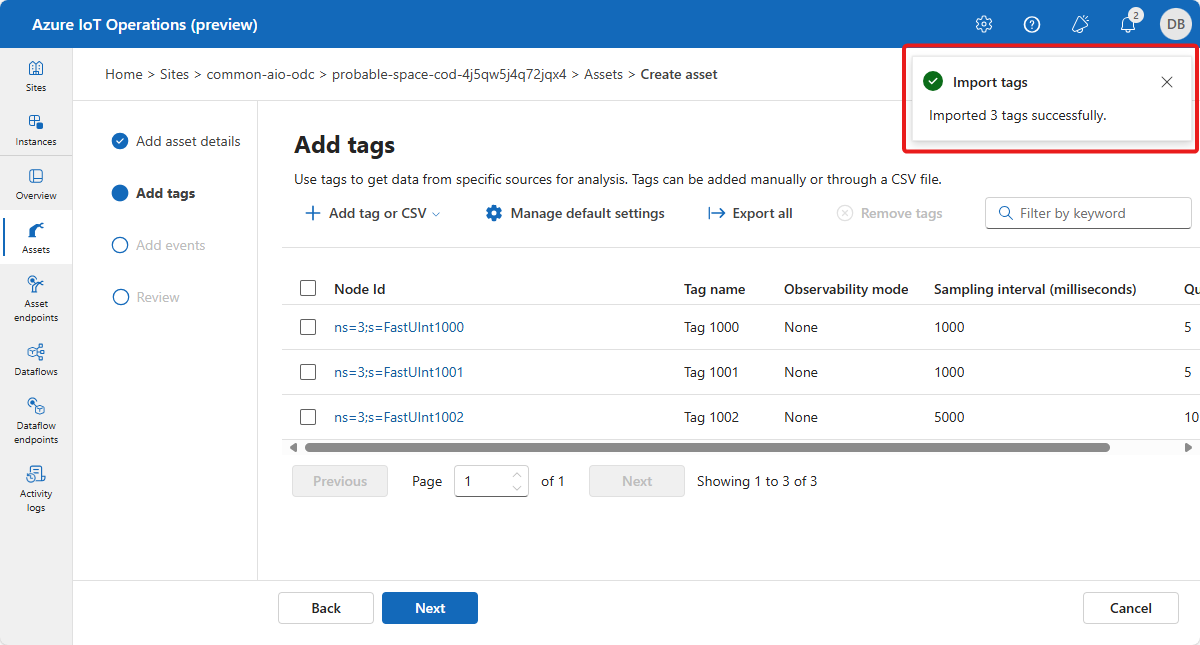 Azure IoT Operations (preview)
2
DB
Sites
Instances
Overview
Assets
Asset
endpoints
Dataflows
Dataflow
endpoints
Activity
logs
Home > Sites > common-aio-odc > probable-space-cod-4j5qw5j4q72jqx4 > Assets > Create asset
Import tags
Imported 3 tags successfully.
Add asset details
Add tags
Add events
Review
Add tags
Use tags to get data from specific sources for analysis. Tags can be added manually or through a CSV file.
Add tag or CSV
Manage default settings
Export all
Remove tags
Filter by keyword
Node Id Tag name Observability mode Sampling interval (milliseconds) Qu
ns=3;s=FastUInt1000 Tag 1000 None 1000 5
ns=3;s=FastUInt1001 Tag 1001 None 1000 5
ns=3;s=FastUInt1002 Tag 1002 None 5000 10
Previous Page 1 of 1 Next Showing 1 to 3 of 3
Back Next Cancel